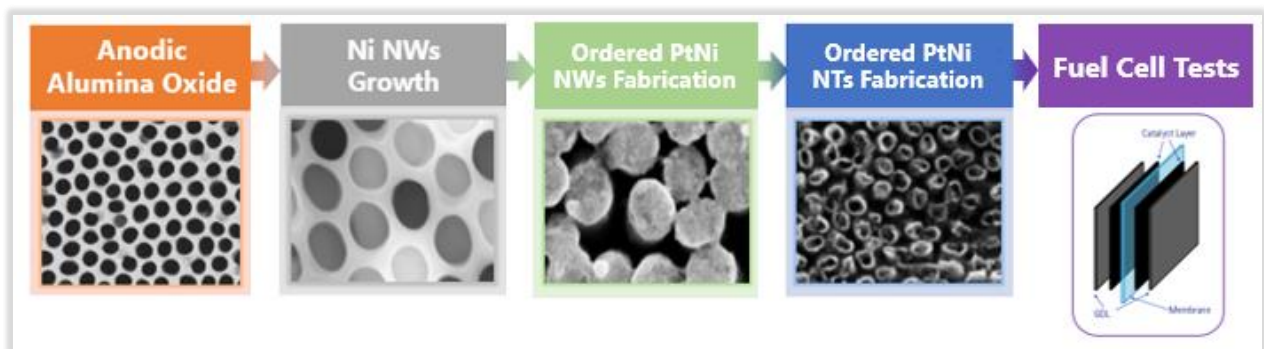 Anodic
Alumina Oxide
Ni NWs
Growth
Ordered PtNi
NWs Fabrication
Ordered PtNi
NTs Fabrication
Fuel Cell Tests
Catalyst Layer
GDL
Membrane